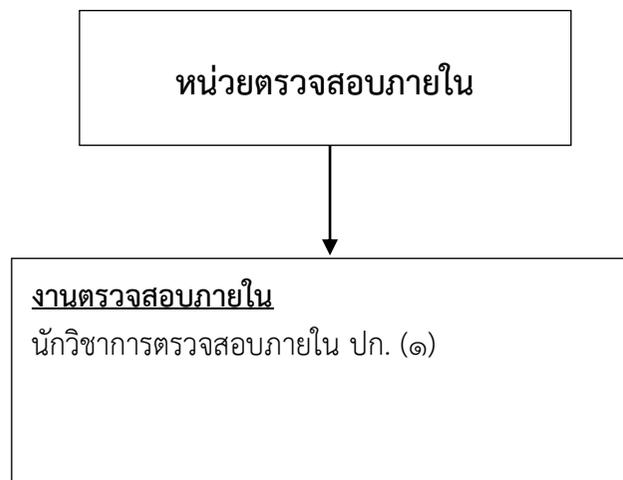 หน่วยตรวจสอบภายใน
งานตรวจสอบภายใน
นักวิชาการตรวจสอบภายใน ปก. (๑)